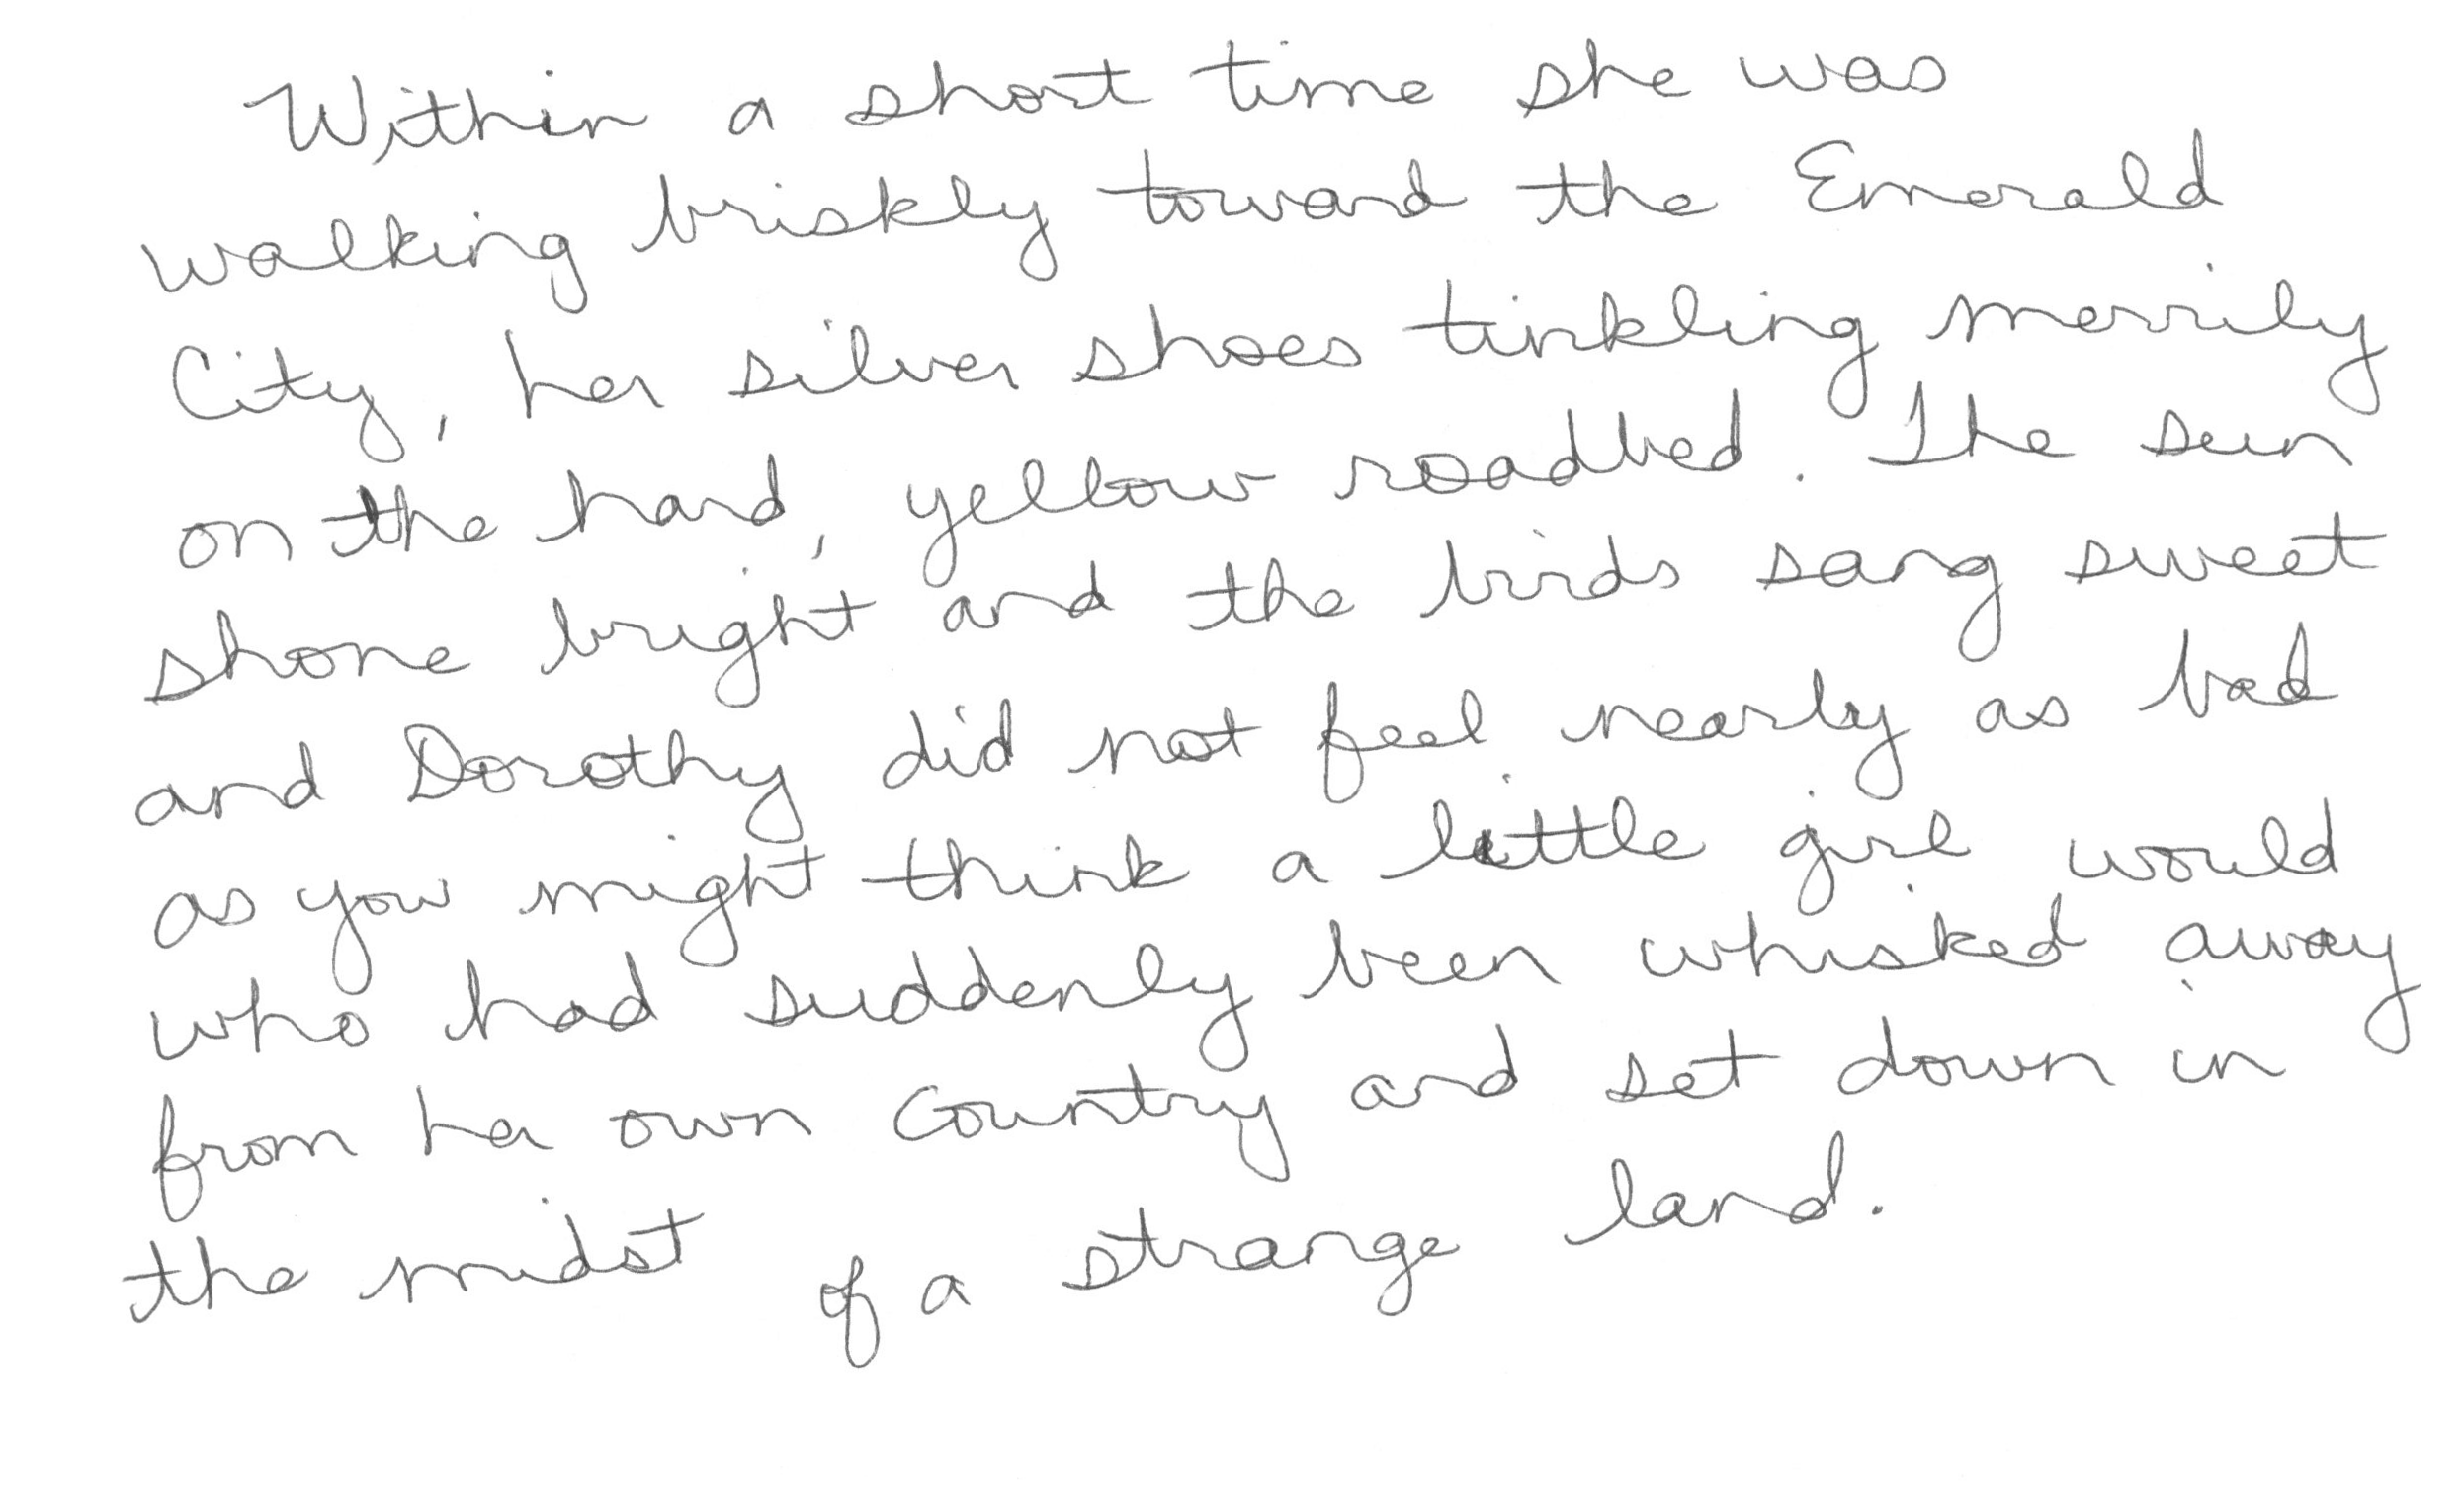 Within a short time she was
walking briskly toward the Emerald
City, her silver shoes tinkling merrily
on the hard, yellow roadbed. The sun
shone bright and the birds sang sweet
and Dorothy did not feel nearly as bad
as you might think a little girl would
who had suddenly been whisked away
from her own country and set down in
the midst of a strange land.